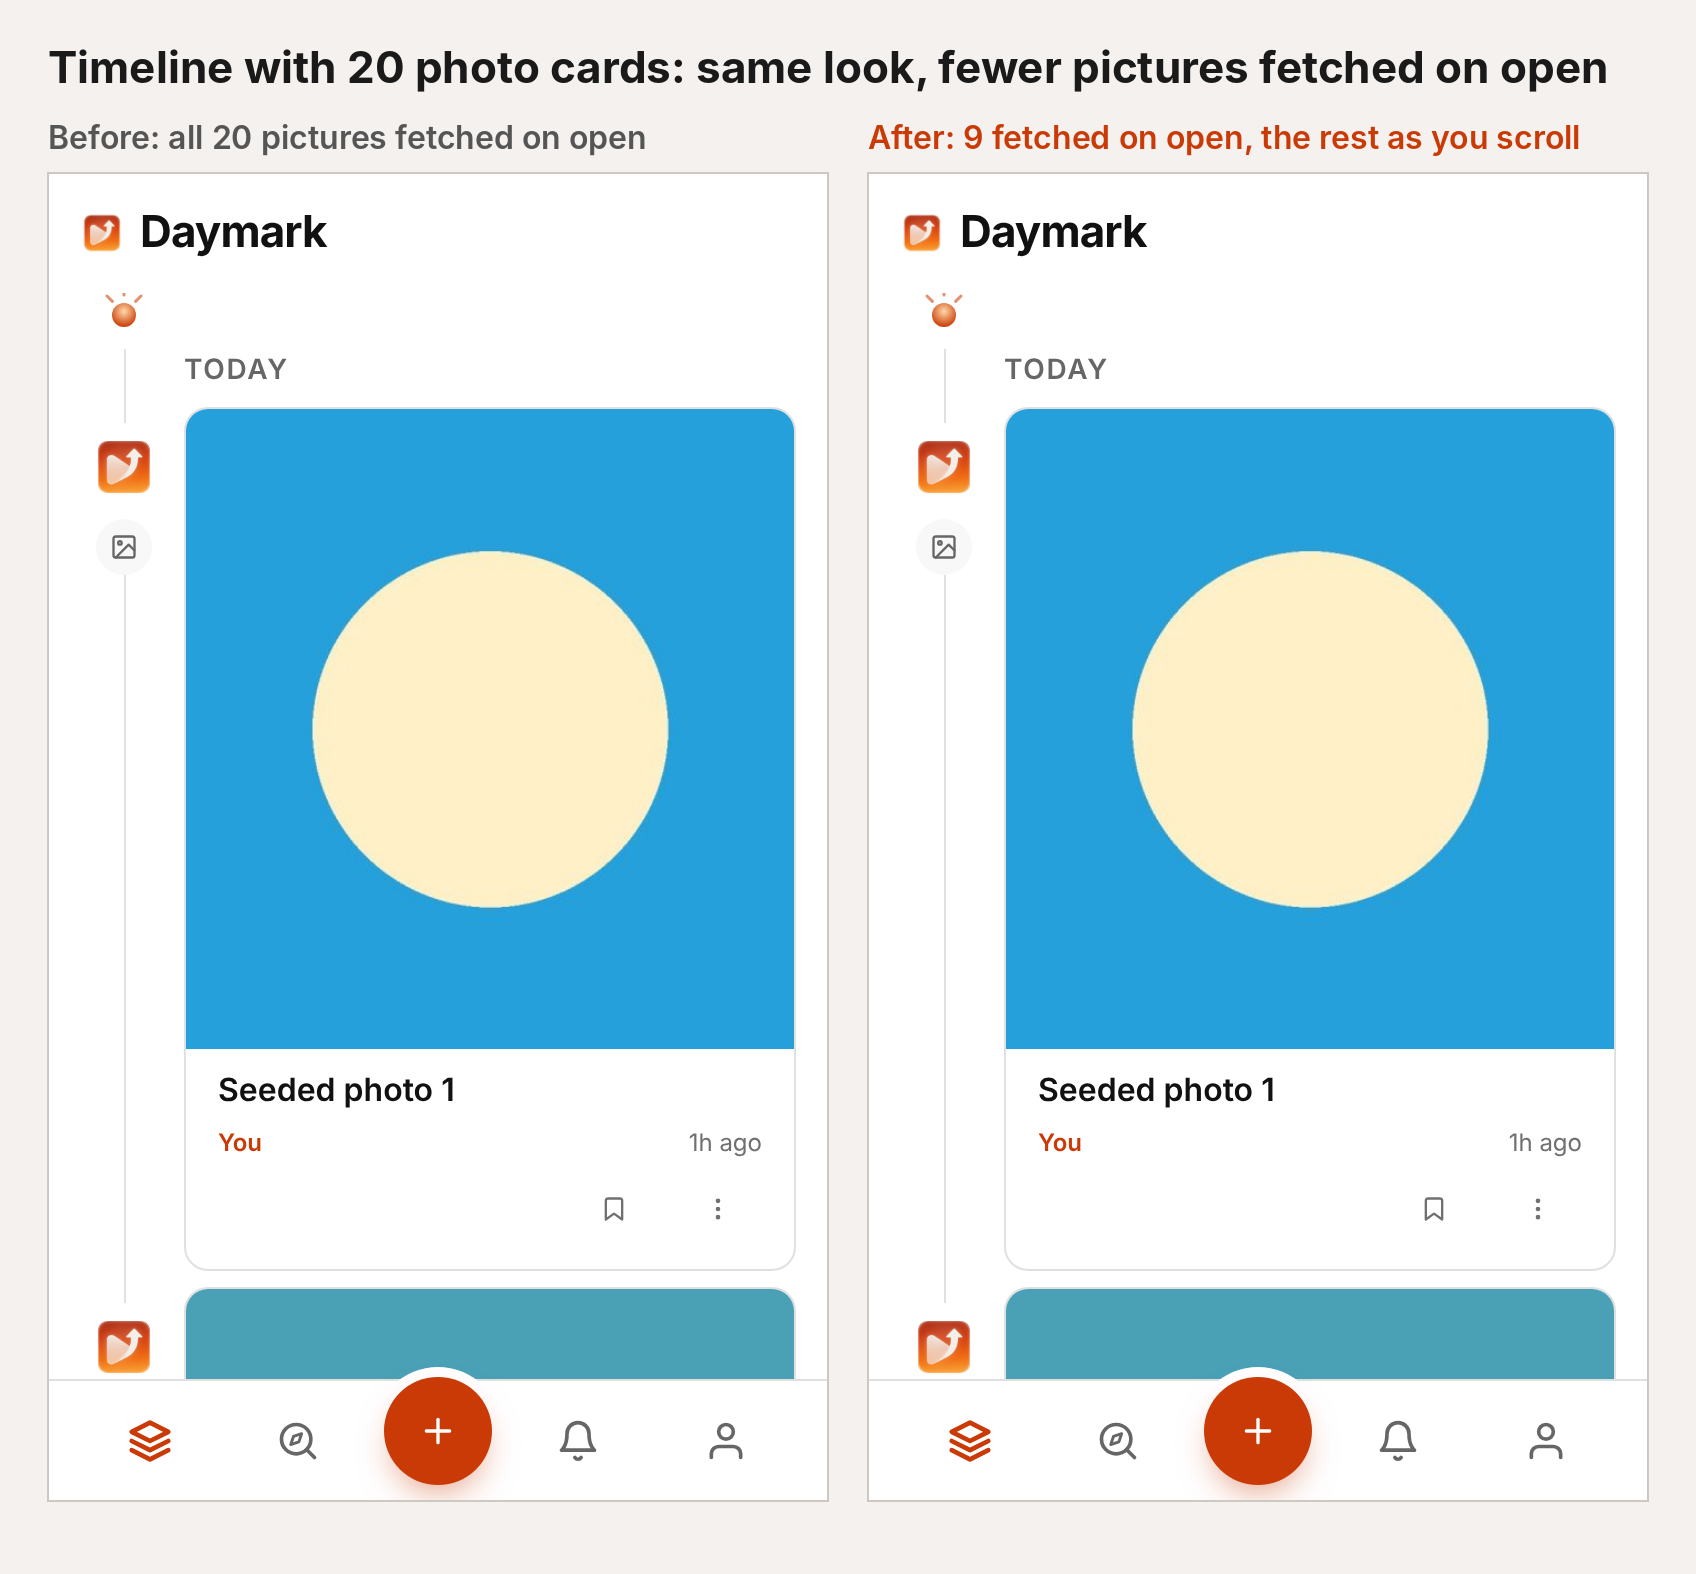 Timeline with 20 photo cards: same look, fewer pictures fetched on open
Before: all 20 pictures fetched on open
Daymark
TODAY
Seeded photo 1
You
1h ago
After: 9 fetched on open, the rest as you scroll
Daymark
TODAY
Seeded photo 1
You
1h ago